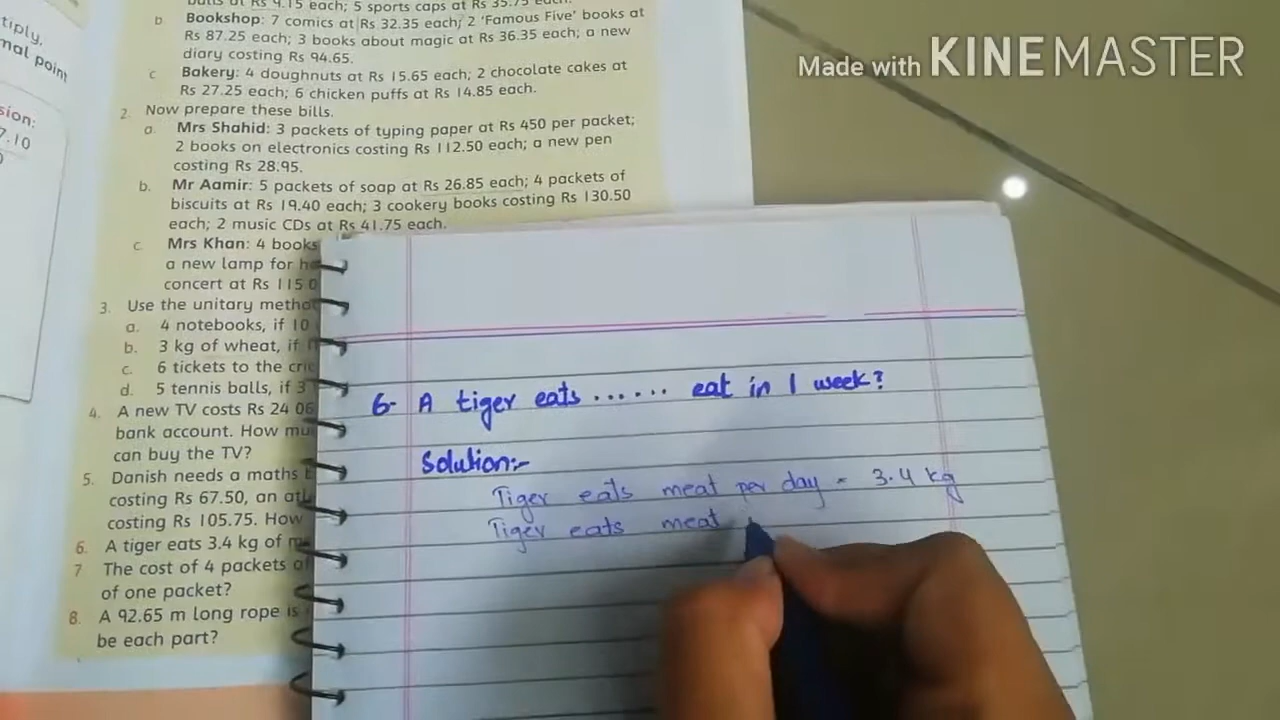 Made with KINEMASTER
tiply.
mal point
sion:
7.10
at Rs 9.15 each; 5 sports caps at Rs 35.75 each.
b Bookshop: 7 comics at Rs 32.35 each; 2 'Famous Five' books at
Rs 87.25 each; 3 books about magic at Rs 36.35 each; a new
diary costing Rs 94.65.
c Bakery: 4 doughnuts at Rs 15.65 each; 2 chocolate cakes at
Rs 27.25 each; 6 chicken puffs at Rs 14.85 each.
2. Now prepare these bills.
a. Mrs Shahid: 3 packets of typing paper at Rs 450 per packet;
2 books on electronics costing Rs 112.50 each; a new pen
costing Rs 28.95.
b. Mr Aamir: 5 packets of soap at Rs 26.85 each; 4 packets of
biscuits at Rs 19.40 each; 3 cookery books costing Rs 130.50
each; 2 music CDs at Rs 41.75 each.
c. Mrs Khan: 4 books
a new lamp for h
concert at Rs 115.0
3. Use the unitary metho
a. 4 notebooks, if 10
b. 3 kg of wheat, if
c. 6 tickets to the cric
d. 5 tennis balls, if 3
4. A new TV costs Rs 24 06
bank account. How mu
can buy the TV?
5. Danish needs a maths
costing Rs 67.50, an atl
costing Rs 105.75. How
6. A tiger eats 3.4 kg of m
7 The cost of 4 packets o
of one packet?
8. A 92.65 m long rope is
be each part?
6- A tiger eats ...... eat in 1 week?
Solution:-
Tiger eats meat per day = 3.4 kg
Tiger eats meat